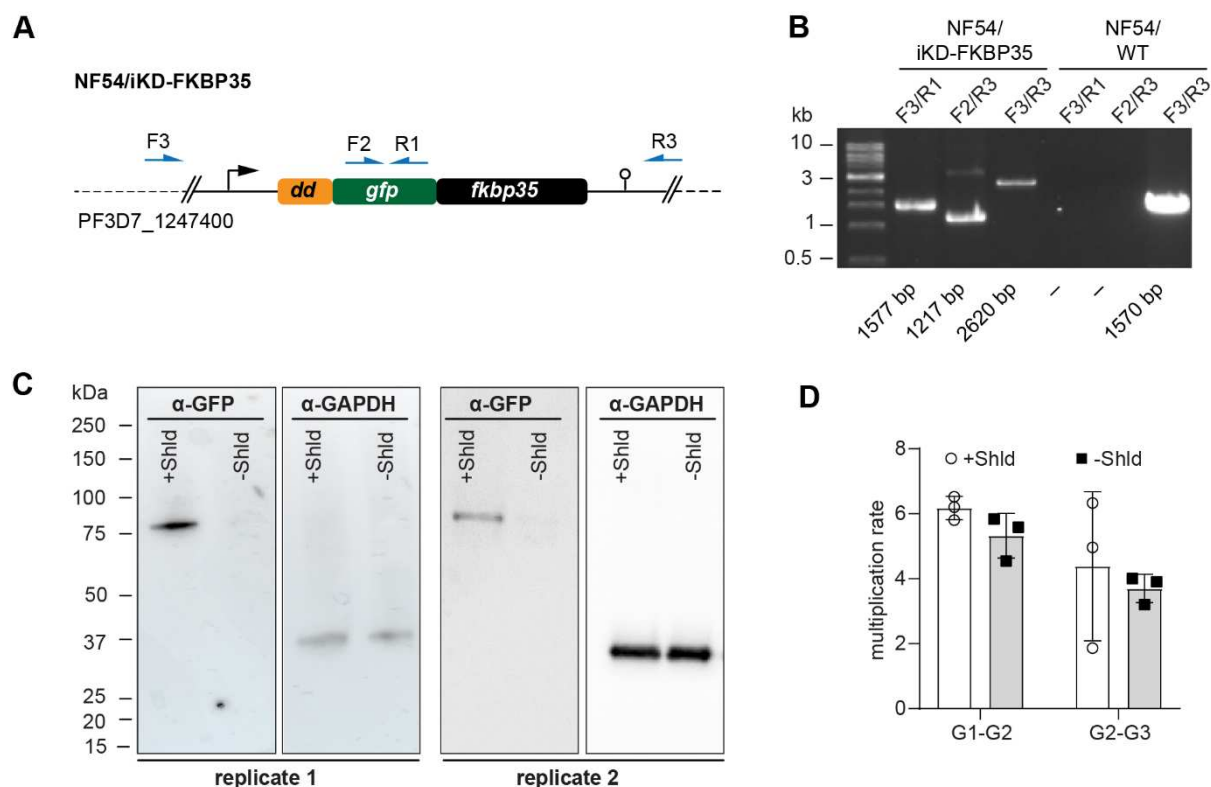 A
NF54/iKD-FKBP35
F3
F2
R1
R3
dd
gfp
fkbp35
PF3D7_1247400
B
NF54/
iKD-FKBP35
NF54/
WT
kb
F3/R1
F2/R3
F3/R3
F3/R1
F2/R3
F3/R3
10
3
1
0.5
1577 bp
1217 bp
2620 bp
–
–
1570 bp
C
kDa
250
150
100
75
50
37
25
20
15
α-GFP
α-GAPDH
α-GFP
α-GAPDH
+Shld
-Shld
+Shld
-Shld
+Shld
-Shld
+Shld
-Shld
replicate 1
replicate 2
D
multiplication rate
8
6
4
2
0
+Shld
-Shld
G1-G2
G2-G3